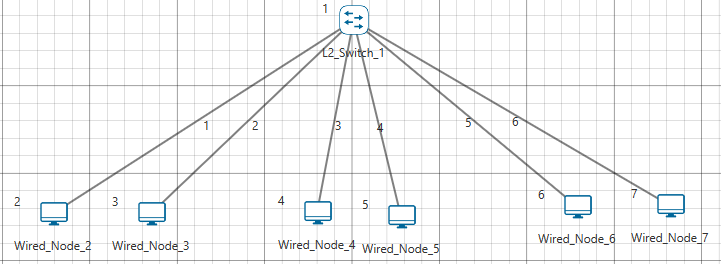 1
L2_Switch_1
1
2
3
4
5
6
2
3
4
5
6
7
Wired_Node_2
Wired_Node_3
Wired_Node_4
Wired_Node_5
Wired_Node_6
Wired_Node_7